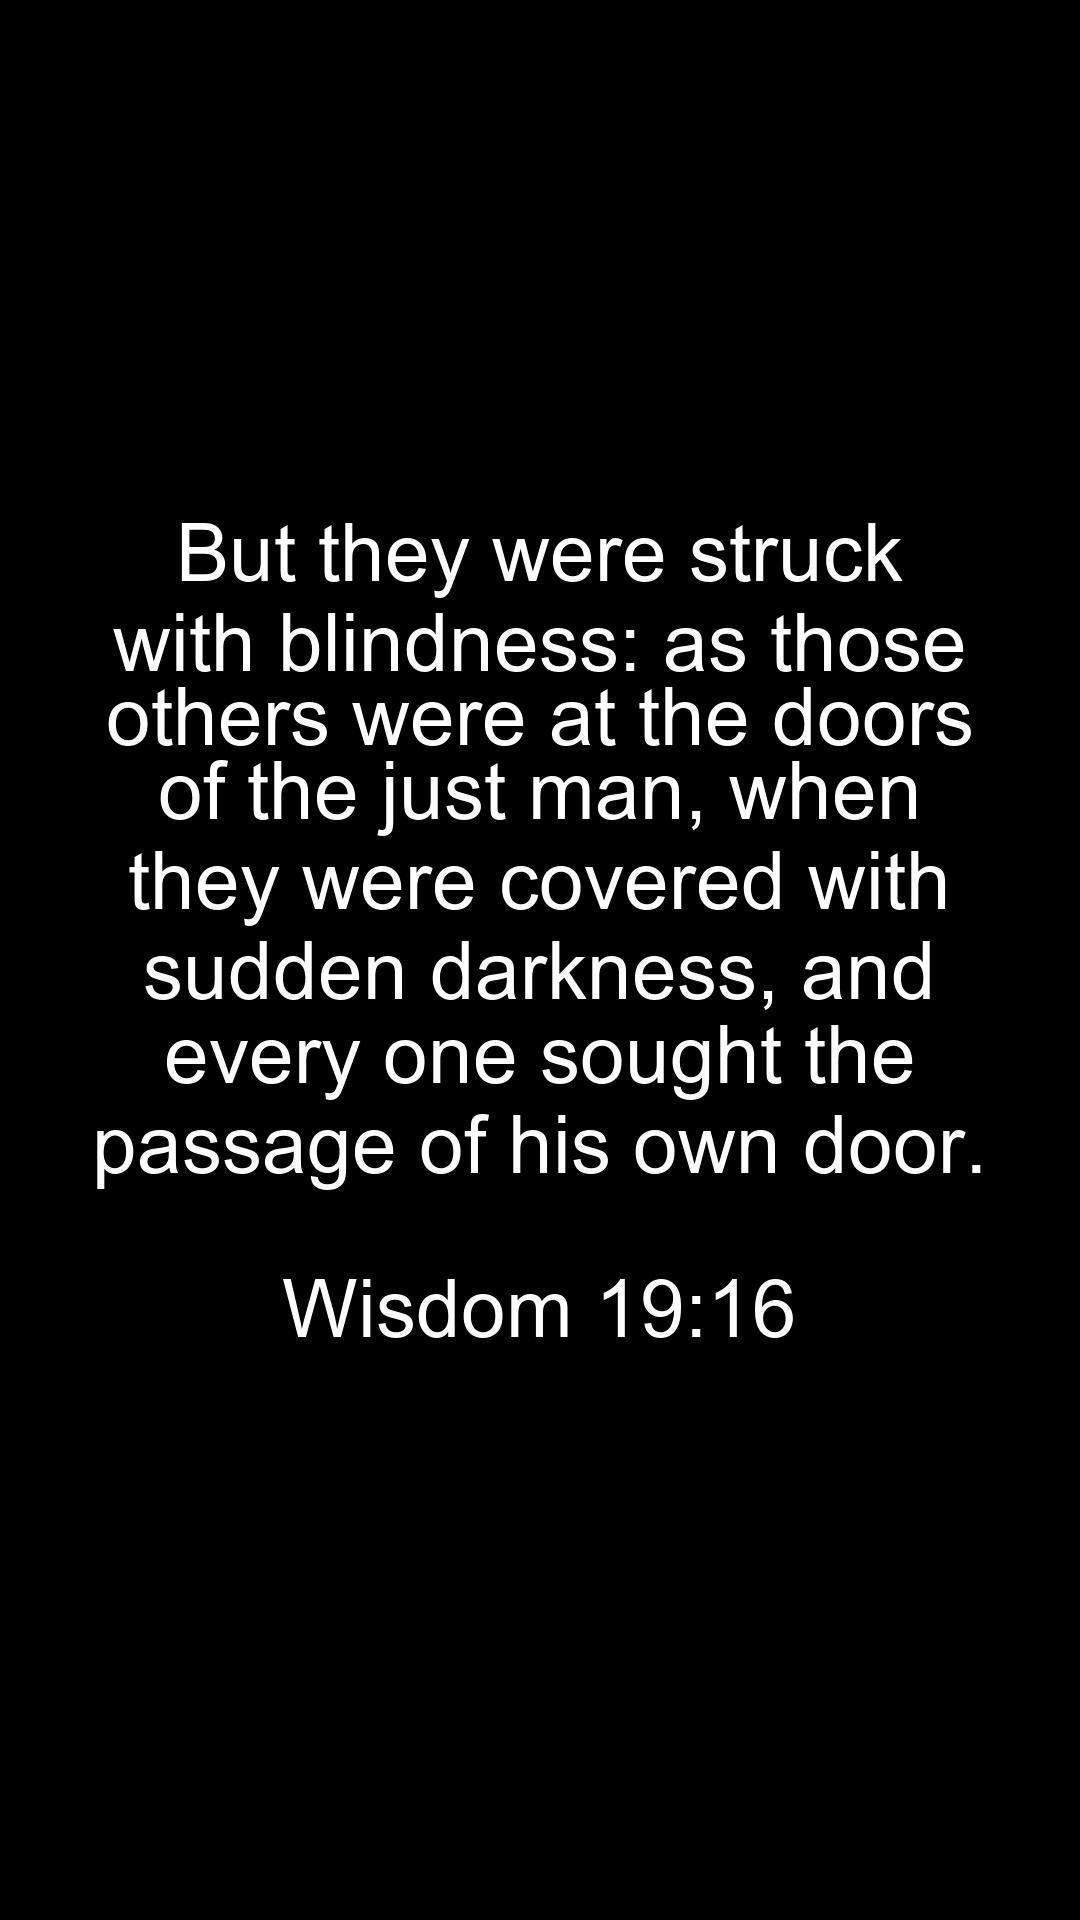 But they were struck
with blindness: as those
others were at the doors
of the just man, when
they were covered with
sudden darkness, and
every one sought the
passage of his own door.
Wisdom 19:16